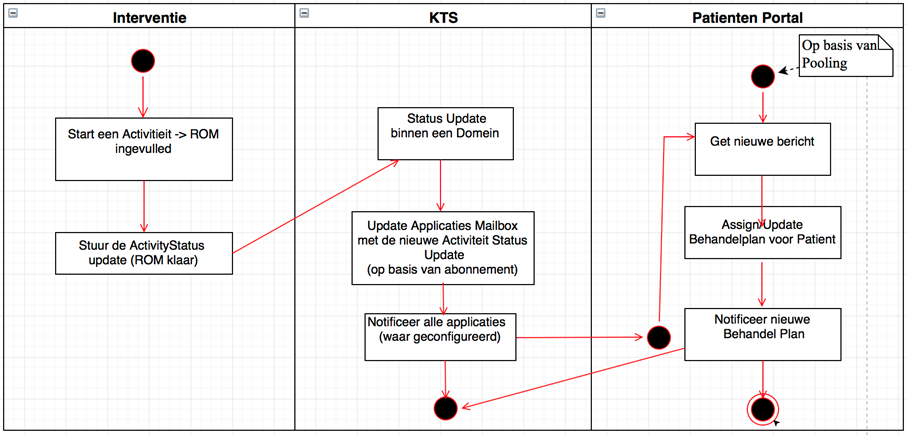 Interventie
KTS
Patienten Portal
Start een Activitieit -> ROM
ingevulled
Stuur de ActivityStatus
update (ROM klaar)
Status Update
binnen een Domein
Update Applicaties Mailbox
met de nieuwe Activiteit Status
Update
(op basis van abonnement)
Notificeer alle applicaties
(waar geconfigureerd)
Op basis van
Pooling
Get nieuwe bericht
Assign/Update
Behandelplan voor Patient
Notificeer nieuwe
Behandel Plan